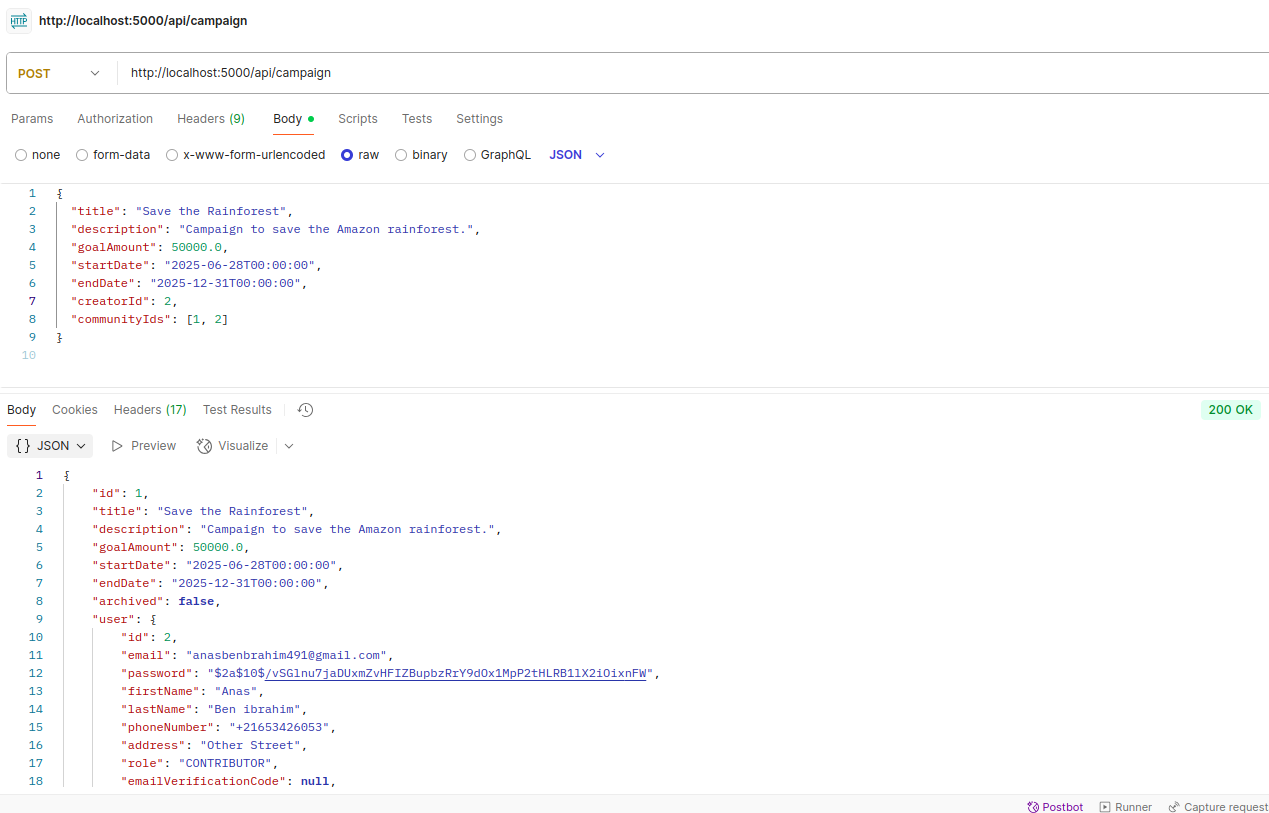 HTTP http://localhost:5000/api/campaign
POST http://localhost:5000/api/campaign
Params Authorization Headers (9) Body Scripts Tests Settings
none form-data x-www-form-urlencoded raw binary GraphQL JSON
1 {
2 "title": "Save the Rainforest",
3 "description": "Campaign to save the Amazon rainforest.",
4 "goalAmount": 50000.0,
5 "startDate": "2025-06-28T00:00:00",
6 "endDate": "2025-12-31T00:00:00",
7 "creatorId": 2,
8 "communityIds": [1, 2]
9 }
10
Body Cookies Headers (17) Test Results 200 OK
{} JSON Preview Visualize
1 {
2 "id": 1,
3 "title": "Save the Rainforest",
4 "description": "Campaign to save the Amazon rainforest.",
5 "goalAmount": 50000.0,
6 "startDate": "2025-06-28T00:00:00",
7 "endDate": "2025-12-31T00:00:00",
8 "archived": false,
9 "user": {
10 "id": 2,
11 "email": "anasbenbrahim491@gmail.com",
12 "password": "$2a$10$/vSGlnu7jaDUxmZvHFIZBupbzRrY9dOx1MpP2tHLRB1lX2iOixnFW",
13 "firstName": "Anas",
14 "lastName": "Ben ibrahim",
15 "phoneNumber": "+21653426053",
16 "address": "Other Street",
17 "role": "CONTRIBUTOR",
18 "emailVerificationCode": null,
Postbot Runner Capture request